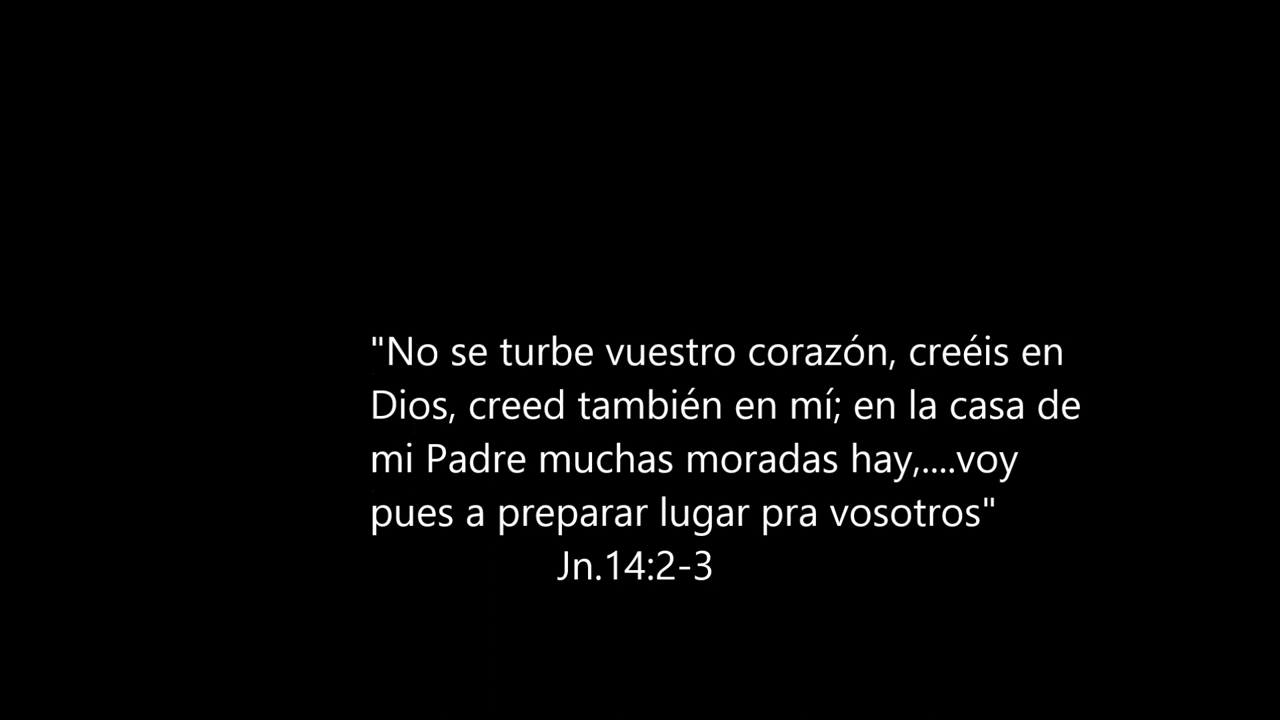 "No se turbe vuestro corazón, creéis en
Dios, creed también en mí; en la casa de
mi Padre muchas moradas hay,....voy
pues a preparar lugar pra vosotros"
Jn.14:2-3